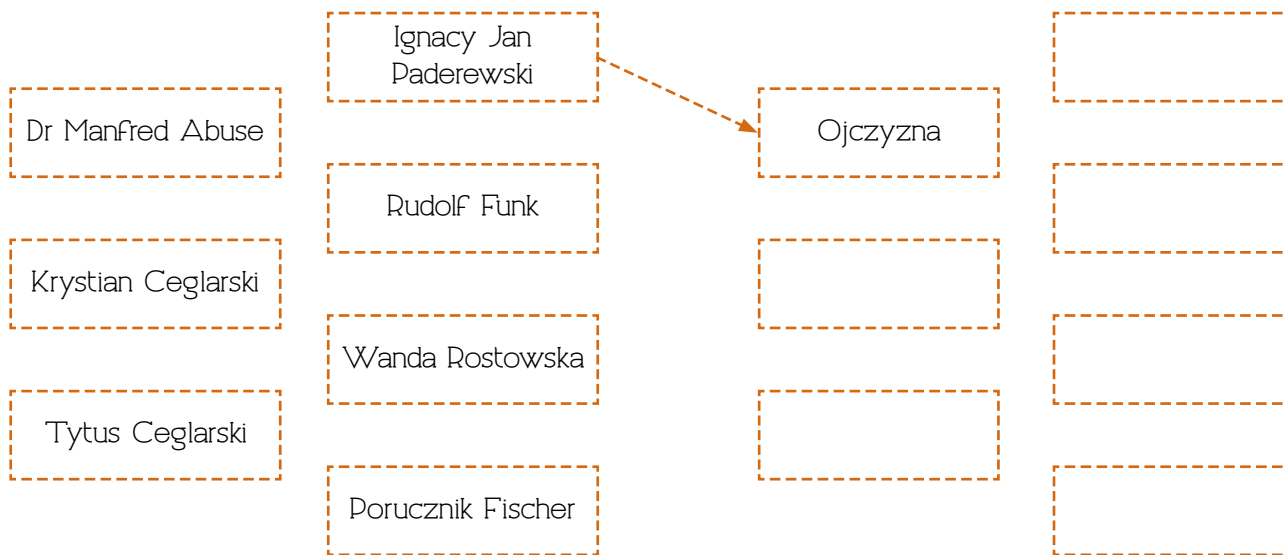 Ignacy Jan
Paderewski
Dr Manfred Abuse
Ojczyzna
Rudolf Funk
Krystian Ceglarski
Wanda Rostowska
Tytus Ceglarski
Porucznik Fischer